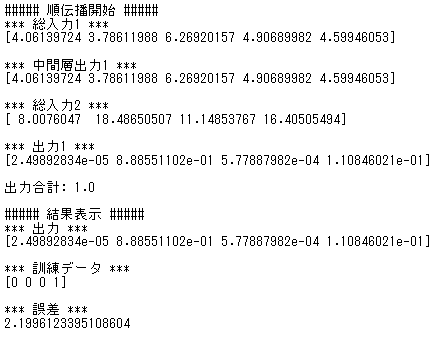 ##### 順伝播開始 #####
*** 総入力1 ***
[4.06139724 3.78611988 6.26920157 4.90689982 4.59946053]
*** 中間層出力1 ***
[4.06139724 3.78611988 6.26920157 4.90689982 4.59946053]
*** 総入力2 ***
[ 8.0076047  18.48650507 11.14853767 16.40505494]
*** 出力1 ***
[2.49892834e-05 8.88551102e-01 5.77887982e-04 1.10846021e-01]
出力合計: 1.0
##### 結果表示 #####
*** 出力 ***
[2.49892834e-05 8.88551102e-01 5.77887982e-04 1.10846021e-01]
*** 訓練データ ***
[0 0 0 1]
*** 誤差 ***
2.1996123395108604